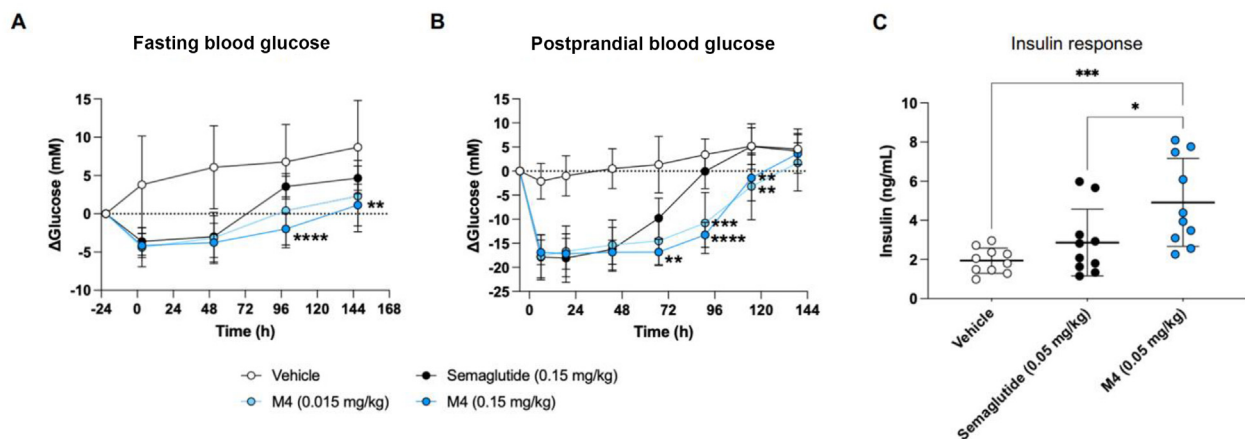 A
Fasting blood glucose
ΔGlucose (mM)
15
10
5
0
-5
-10
**
****
-24 0 24 48 72 96 120 144 168
Time (h)
B
Postprandial blood glucose
ΔGlucose (mM)
15
10
5
0
-5
-10
-15
-20
-25
**
**
***
****
**
0 24 48 72 96 120 144
Time (h)
Vehicle
Semaglutide (0.15 mg/kg)
M4 (0.015 mg/kg)
M4 (0.15 mg/kg)
C
Insulin response
***
*
Insulin (ng/mL)
10
8
6
4
2
0
Vehicle
Semaglutide (0.05 mg/kg)
M4 (0.05 mg/kg)